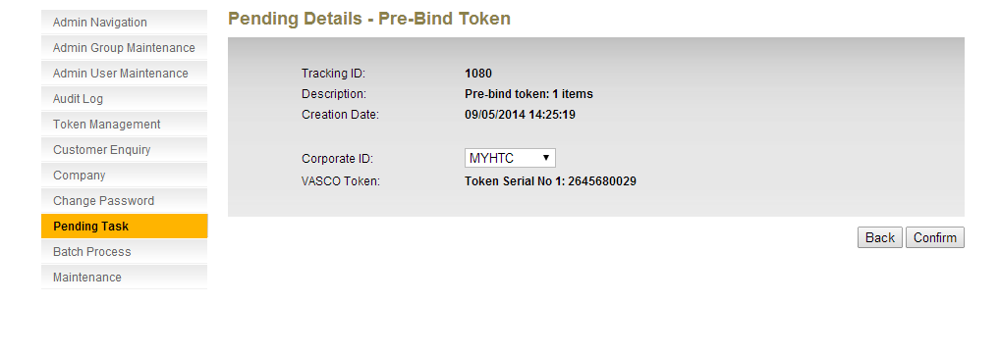 Admin Navigation
Admin Group Maintenance
Admin User Maintenance
Audit Log
Token Management
Customer Enquiry
Company
Change Password
Pending Task
Batch Process
Maintenance
Pending Details - Pre-Bind Token
Tracking ID: 1080
Description: Pre-bind token: 1 items
Creation Date: 09/05/2014 14:25:19
Corporate ID: MYHTC
VASCO Token: Token Serial No 1: 2645680029
Back Confirm